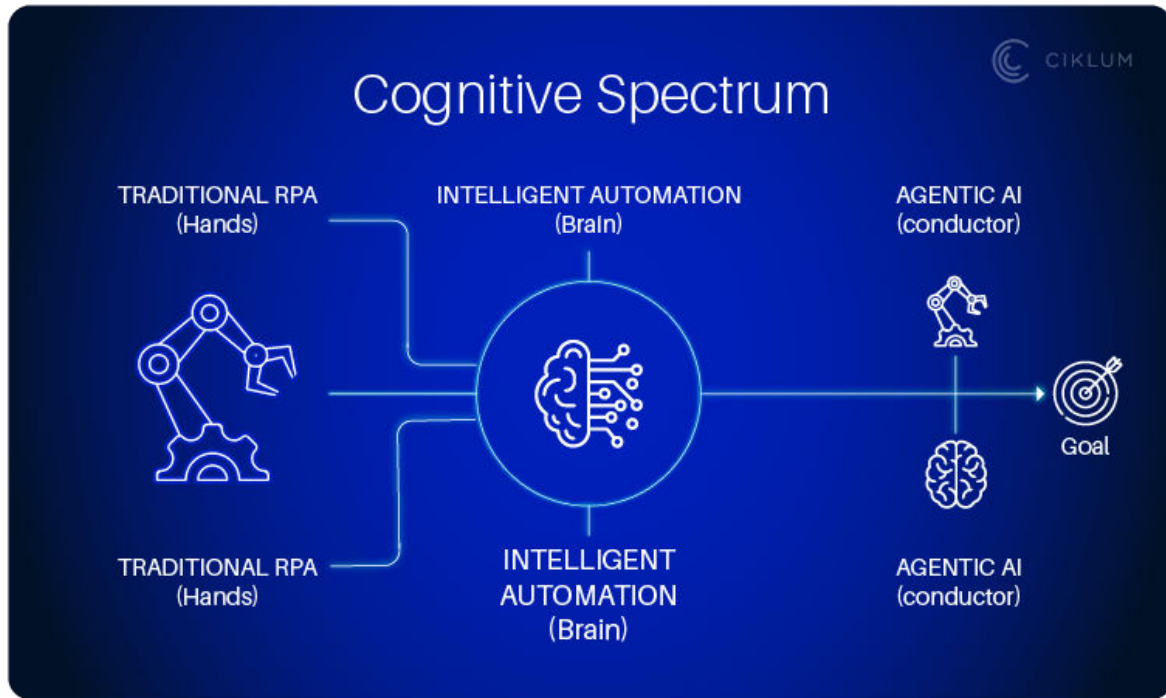 CIKLUM
Cognitive Spectrum
TRADITIONAL RPA
(Hands)
INTELLIGENT AUTOMATION
(Brain)
AGENTIC AI
(conductor)
Goal
TRADITIONAL RPA
(Hands)
INTELLIGENT
AUTOMATION
(Brain)
AGENTIC AI
(conductor)